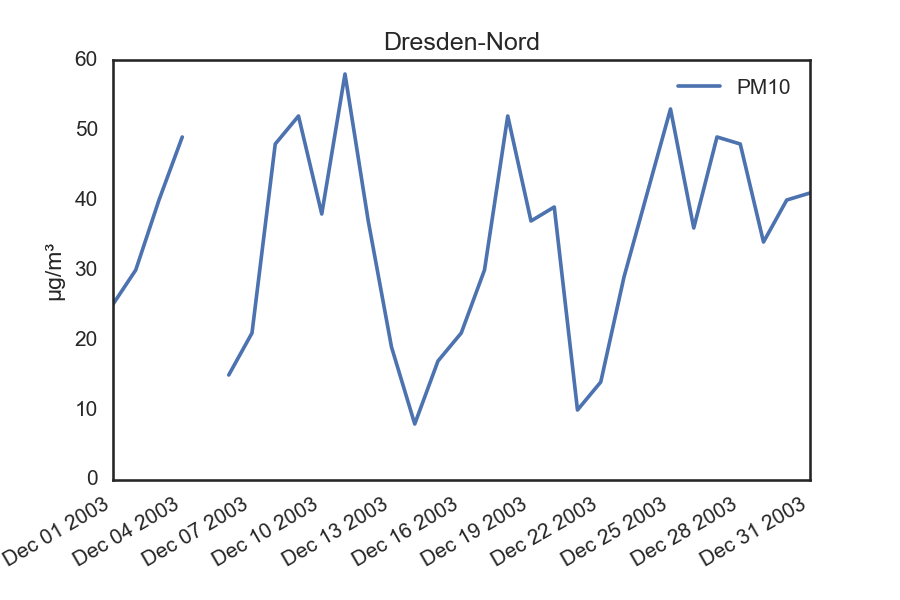 Dresden-Nord
60
50
40
30
20
10
0
µg/m³
PM10
Dec 01 2003
Dec 04 2003
Dec 07 2003
Dec 10 2003
Dec 13 2003
Dec 16 2003
Dec 19 2003
Dec 22 2003
Dec 25 2003
Dec 28 2003
Dec 31 2003